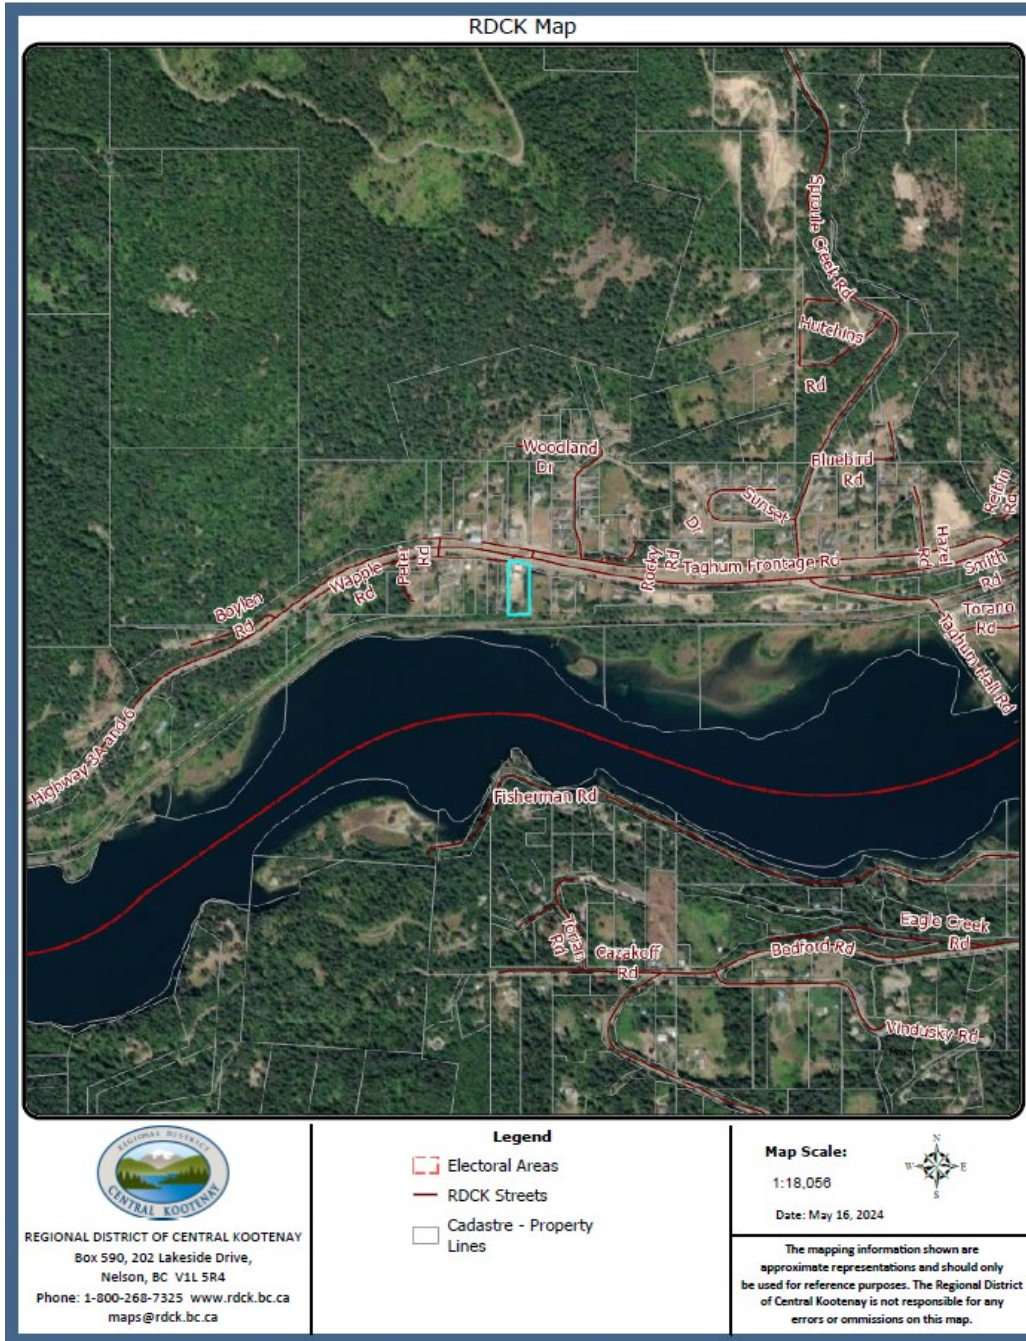 RDCK Map
Sproule Creek Rd
Hutchins
Rd
Woodland
Dr
Bluebird
Rd
Sunset
Dr
Reibin
Rd
Rocky
Rd
Taghum Frontage Rd
Hazel
Rd
Smith
Rd
Torano
Rd
Taghum Hall Rd
Peter
Rd
Wapple
Rd
Boylen
Rd
Highway 3A and 6
Fisherman Rd
Torian
Rd
Cazakoff
Rd
Bedford Rd
Eagle Creek
Rd
Vindusky Rd
REGIONAL DISTRICT
CENTRAL KOOTENAY
REGIONAL DISTRICT OF CENTRAL KOOTENAY
Box 590, 202 Lakeside Drive,
Nelson, BC V1L 5R4
Phone: 1-800-268-7325 www.rdck.bc.ca
maps@rdck.bc.ca
Legend
Electoral Areas
RDCK Streets
Cadastre - Property
Lines
Map Scale:
1:18,056
N
W
E
S
Date: May 16, 2024
The mapping information shown are
approximate representations and should only
be used for reference purposes. The Regional District
of Central Kootenay is not responsible for any
errors or ommissions on this map.